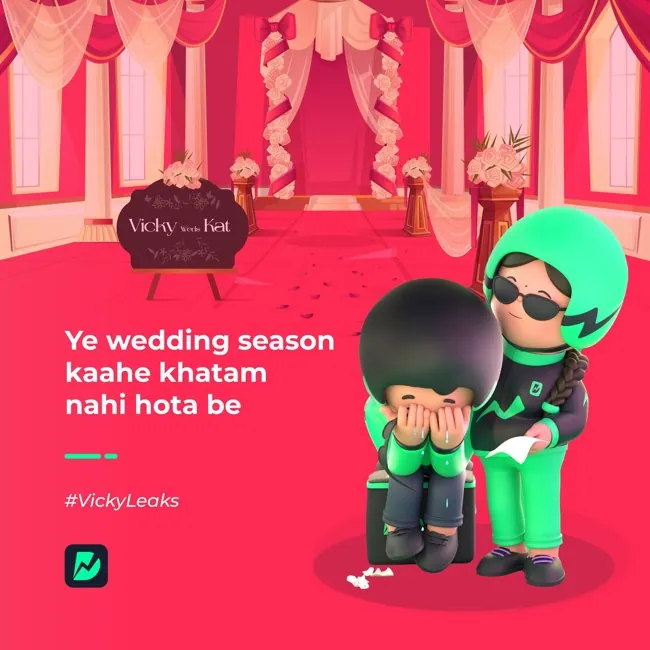 Vicky Weds Kat
Ye wedding season
kaahe khatam
nahi hota be
#VickyLeaks